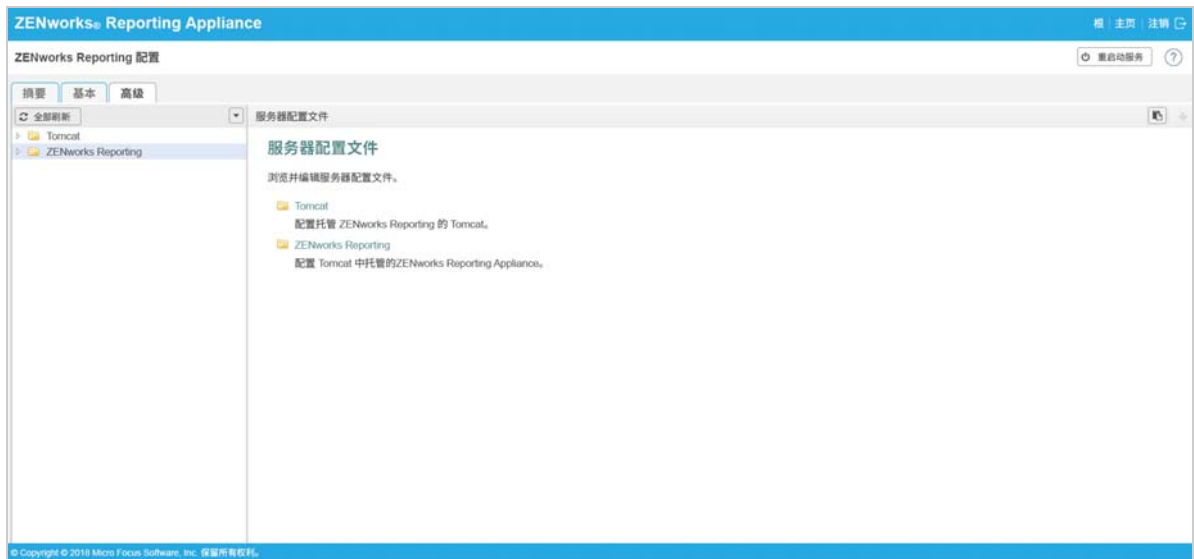 ZENworks® Reporting Appliance
根 主页 注销
ZENworks Reporting 配置
重启动服务 ?
摘要 基本 高级
全部刷新
服务器配置文件
Tomcat
ZENworks Reporting
服务器配置文件
浏览并编辑服务器配置文件。
Tomcat
配置托管 ZENworks Reporting 的 Tomcat。
ZENworks Reporting
配置 Tomcat 中托管的ZENworks Reporting Appliance。
© Copyright © 2018 Micro Focus Software, Inc. 保留所有权利。